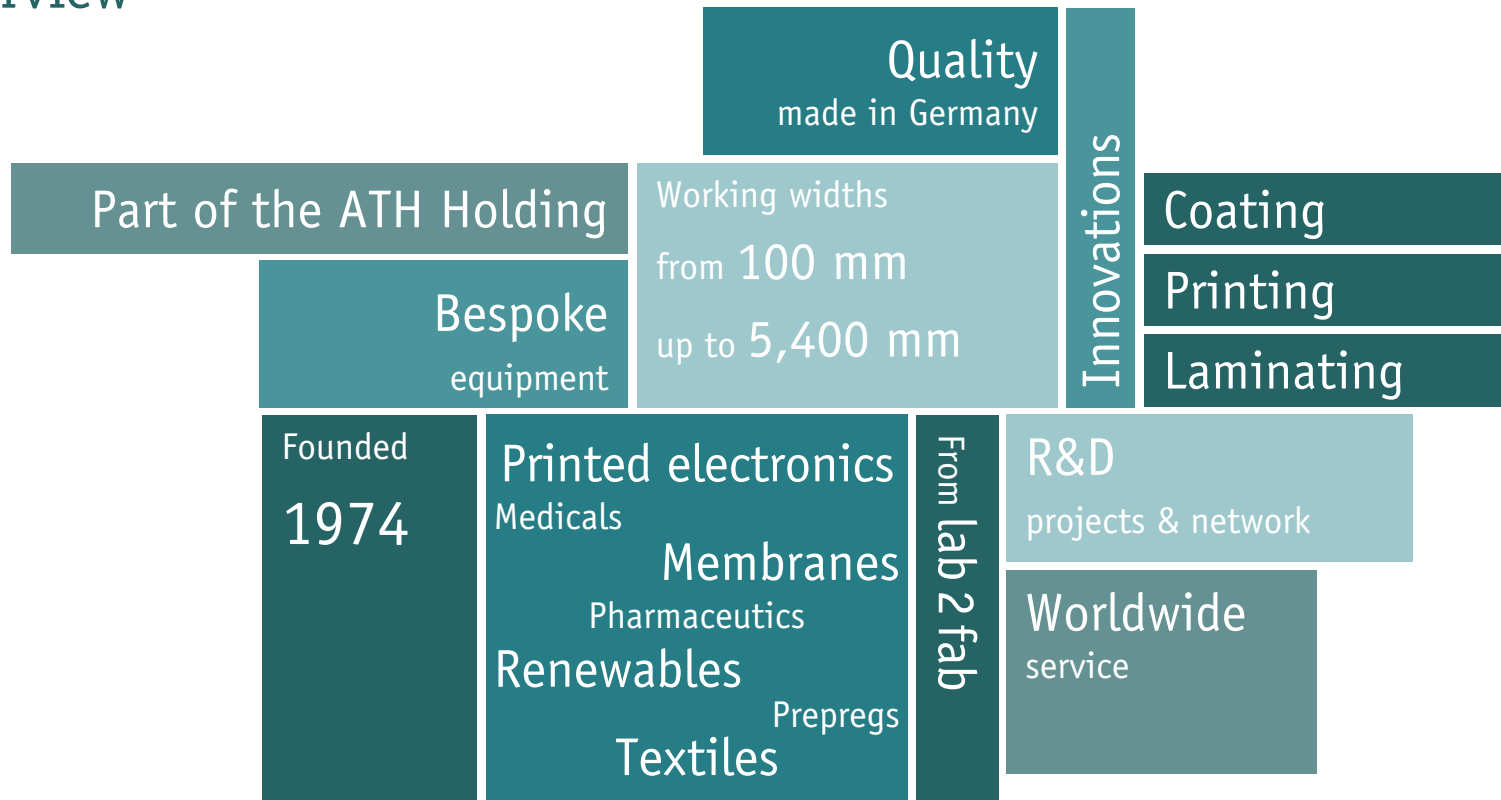 Quality
made in Germany
Part of the ATH Holding
Working widths
from 100 mm
up to 5,400 mm
Innovations
Coating
Printing
Laminating
Bespoke
equipment
Founded
1974
Printed electronics
Medicals
Membranes
Pharmaceutics
Renewables
Prepregs
Textiles
From lab 2 fab
R&D
projects & network
Worldwide
service